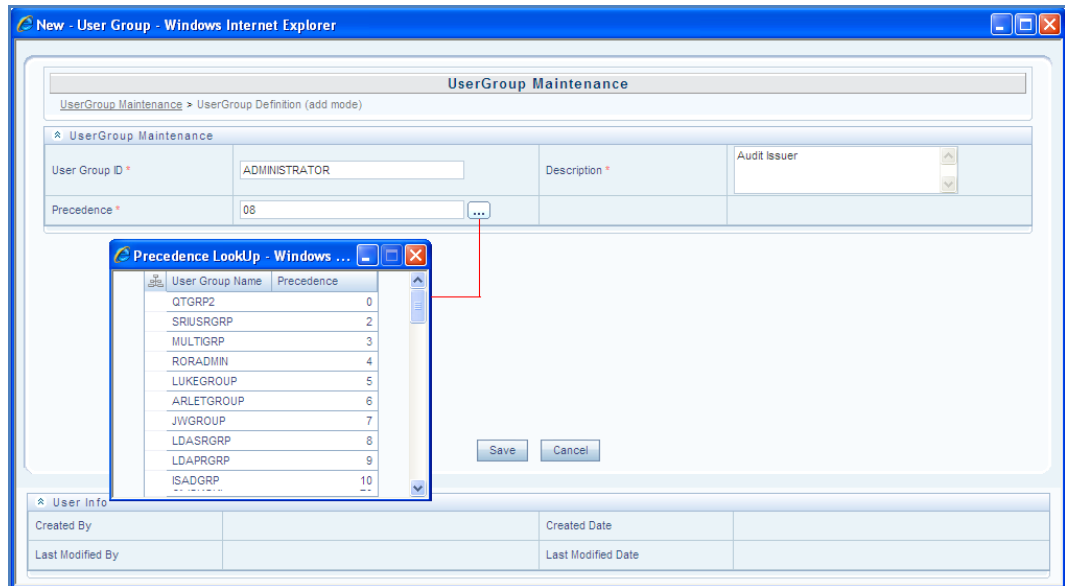 New - User Group - Windows Internet Explorer
UserGroup Maintenance
UserGroup Maintenance > UserGroup Definition (add mode)
UserGroup Maintenance
User Group ID * ADMINISTRATOR Description * Audit Issuer
Precedence * 08 ...
Precedence LookUp - Windows ...
User Group Name Precedence
QTGRP2 0
SRIUSRGRP 2
MULTIGRP 3
RORADMIN 4
LUKEGROUP 5
ARLETGROUP 6
JWGROUP 7
LDASRGRP 8
LDAPRGRP 9
ISADGRP 10
Save Cancel
User Info
Created By Created Date
Last Modified By Last Modified Date